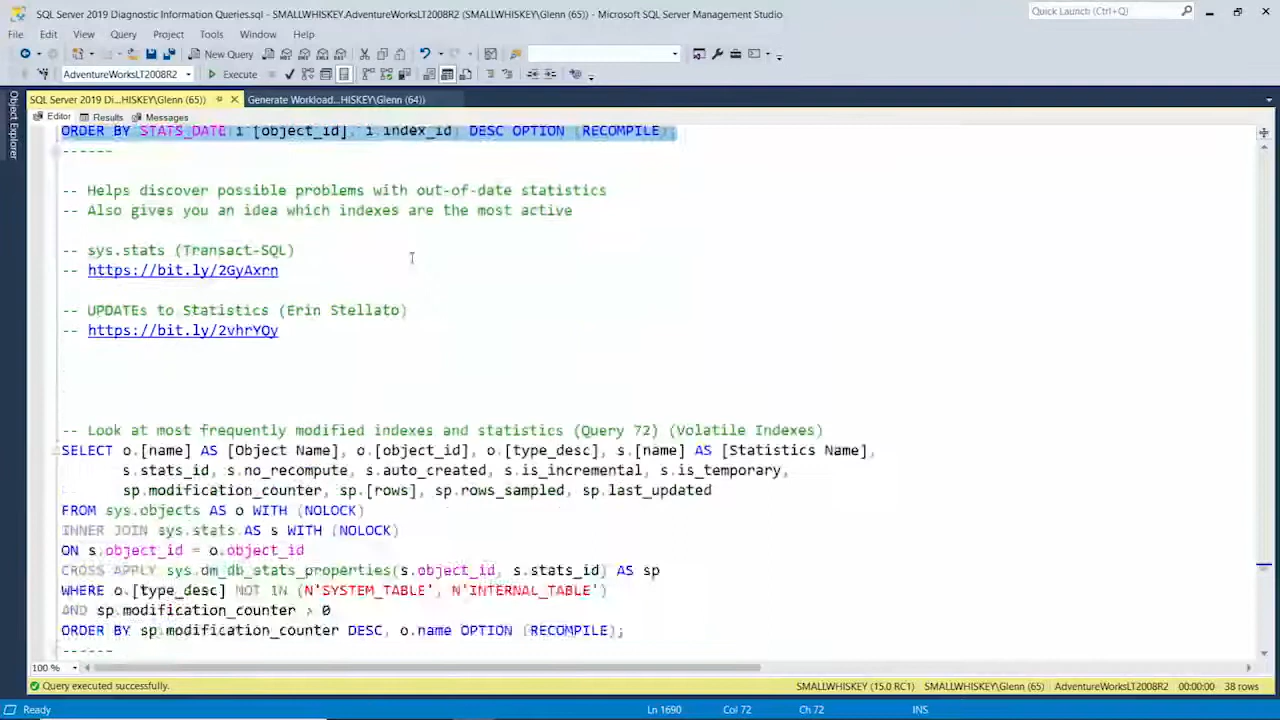 SQL Server 2019 Diagnostic Information Queries.sql - SMALLWHISKEY.AdventureWorksLT2008R2 (SMALLWHISKEY\Glenn (65)) - Microsoft SQL Server Management Studio
Quick Launch (Ctrl+Q)
File Edit View Query Project Tools Window Help
New Query
AdventureWorksLT2008R2 Execute
Object Explorer
SQL Server 2019 Di...HISKEY\Glenn (65)) Generate Workload...HISKEY\Glenn (64))
Editor Results Messages
ORDER BY STATS_DATE(i.[object_id], i.index_id) DESC OPTION (RECOMPILE);
------
-- Helps discover possible problems with out-of-date statistics
-- Also gives you an idea which indexes are the most active
-- sys.stats (Transact-SQL)
-- https://bit.ly/2GyAxrn
-- UPDATEs to Statistics (Erin Stellato)
-- https://bit.ly/2vhrYQy
-- Look at most frequently modified indexes and statistics (Query 72) (Volatile Indexes)
SELECT o.[name] AS [Object Name], o.[object_id], o.[type_desc], s.[name] AS [Statistics Name],
s.stats_id, s.no_recompute, s.auto_created, s.is_incremental, s.is_temporary,
sp.modification_counter, sp.[rows], sp.rows_sampled, sp.last_updated
FROM sys.objects AS o WITH (NOLOCK)
INNER JOIN sys.stats AS s WITH (NOLOCK)
ON s.object_id = o.object_id
CROSS APPLY sys.dm_db_stats_properties(s.object_id, s.stats_id) AS sp
WHERE o.[type_desc] NOT IN (N'SYSTEM_TABLE', N'INTERNAL_TABLE')
AND sp.modification_counter > 0
ORDER BY sp.modification_counter DESC, o.name OPTION (RECOMPILE);
------
100 %
Query executed successfully. SMALLWHISKEY (15.0 RC1) SMALLWHISKEY\Glenn (65) AdventureWorksLT2008R2 00:00:00 38 rows
Ready Ln 1690 Col 72 Ch 72 INS